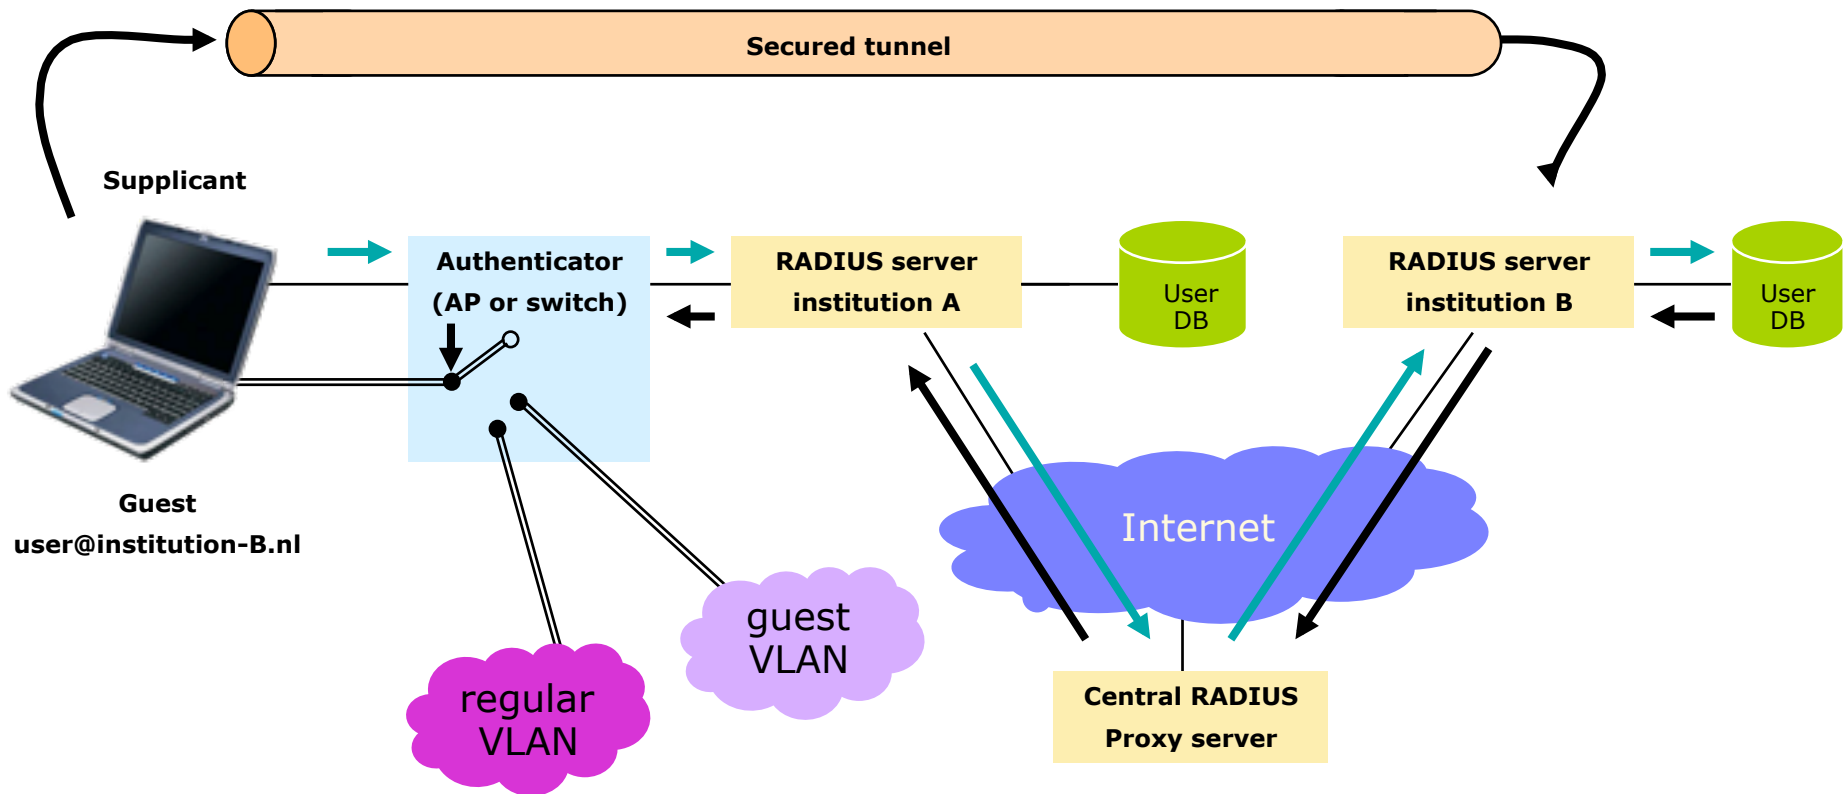 Secured tunnel
Supplicant
Authenticator
(AP or switch)
RADIUS server
institution A
User
DB
RADIUS server
institution B
User
DB
Guest
user@institution-B.nl
Internet
guest
VLAN
regular
VLAN
Central RADIUS
Proxy server